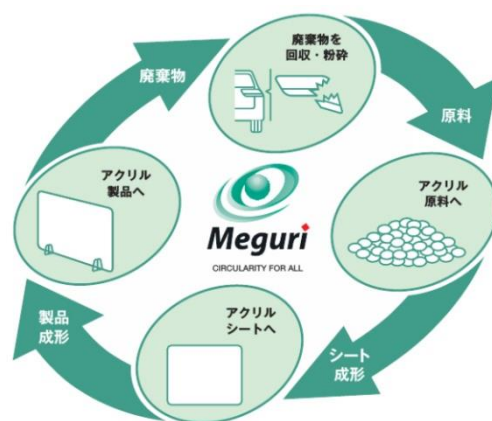 廃棄物を
回収・粉砕
原料
アクリル
原料へ
シート
成形
アクリル
シートへ
製品
成形
アクリル
製品へ
廃棄物
Meguri
CIRCULARITY FOR ALL